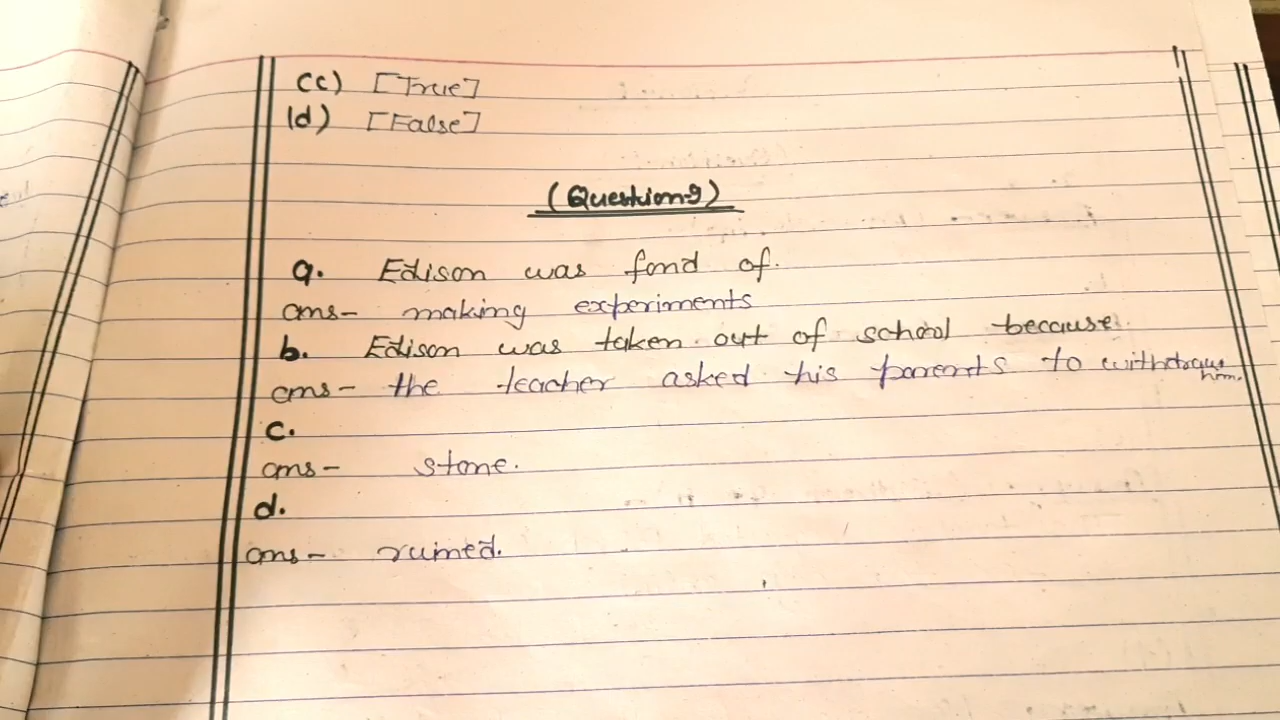 (c) [True]
(d) [False]
(Question9)
a. Edison was fond of.
ans- making experiments
b. Edison was taken out of school because.
ans- the teacher asked his parents to withdraw him.
c.
ans- stone.
d.
ans- ruined.